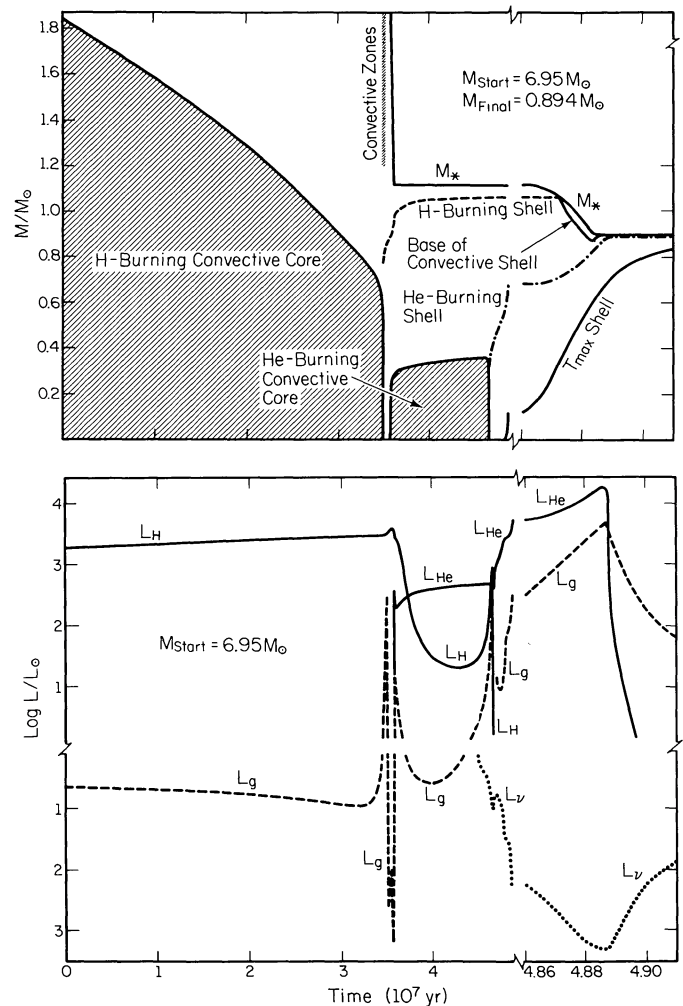 1.8
1.6
1.4
1.2
1.0
0.8
0.6
0.4
0.2
M/M☉
Convective Zones
MStart = 6.95M☉
MFinal = 0.894M☉
M*
H-Burning Shell
M*
Base of
Convective Shell
H-Burning Convective Core
He-Burning
Shell
Tmax Shell
He-Burning
Convective
Core
4
3
2
1
1
2
3
Log L/L☉
LH
LHe
LHe
LHe
Lg
MStart = 6.95M☉
LH
Lg
LH
Lg
Lg
Lν
Lg
Lν
0
1
2
3
4
4.86
4.88
4.90
Time (10⁷ yr)